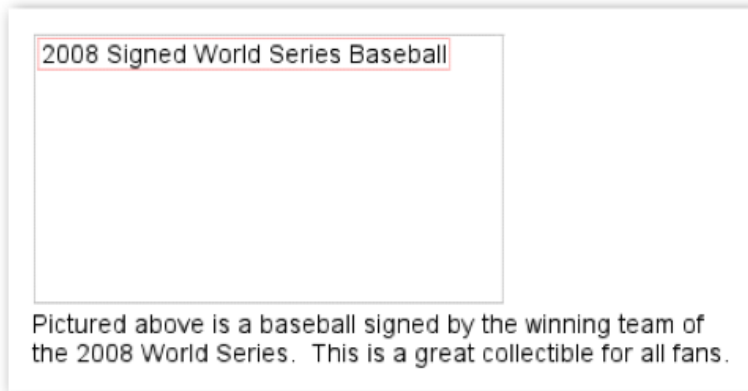 2008 Signed World Series Baseball
Pictured above is a baseball signed by the winning team of
the 2008 World Series.  This is a great collectible for all fans.